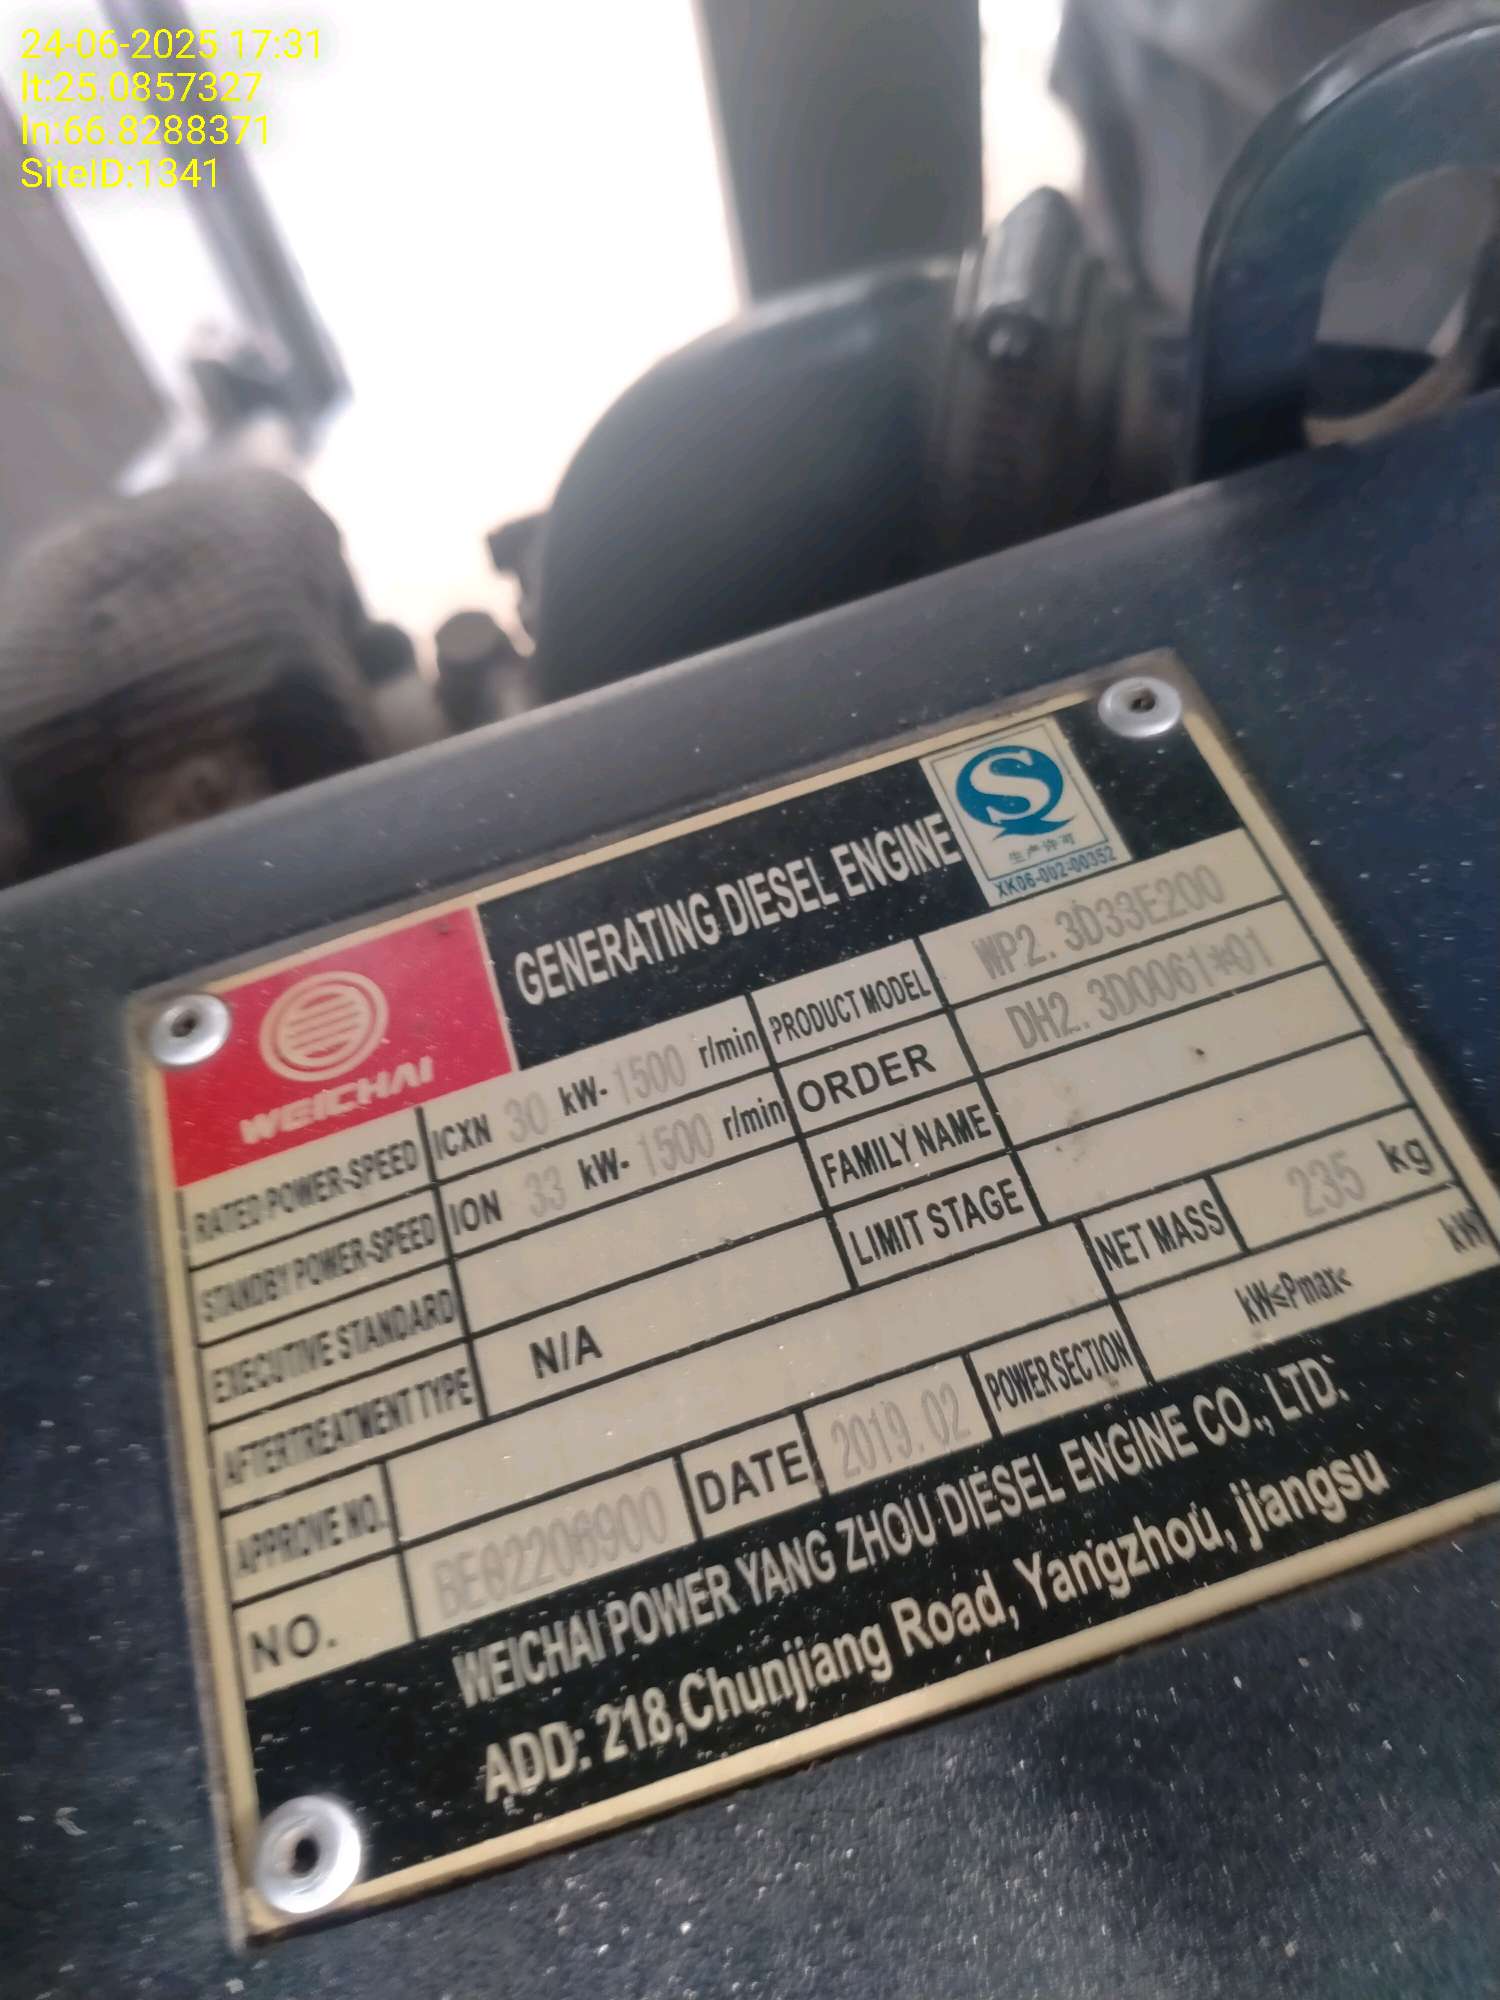 24-06-2025 17:31
lt:25.0857327
ln:66.8288371
SiteID:1341
WEICHAI
GENERATING DIESEL ENGINE
S
生产许可
XK06-002-00352
RATED POWER-SPEED ICXN 30 kW- 1500 r/min PRODUCT MODEL WP2.3D33E200
STANDBY POWER-SPEED ION 33 kW- 1500 r/min ORDER DH2.3D0061*01
EXECUTIVE STANDARD FAMILY NAME
AFTERTREATMENT TYPE N/A LIMIT STAGE
APPROVE NO. NET MASS 235 kg
NO. DATE 2019.02 POWER SECTION kW≤Pmax< kW
WEICHAI POWER YANG ZHOU DIESEL ENGINE CO., LTD.
ADD: 218,Chunjiang Road, Yangzhou, jiangsu